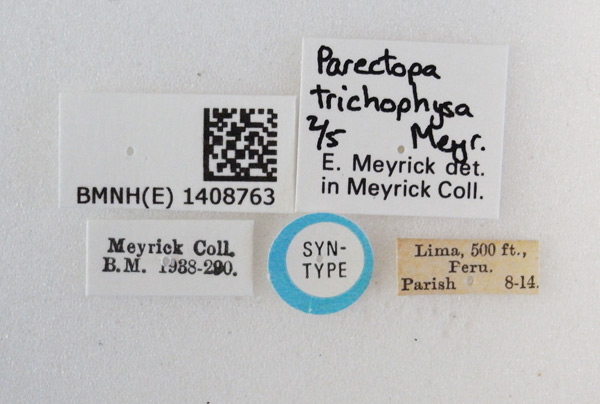 Parectopa
trichophysa
2/5 Meyr.
E. Meyrick det.
in Meyrick Coll.
BMNH(E) 1408763
Meyrick Coll.
B.M. 1938-290.
SYN-
TYPE
Lima, 500 ft.,
Peru.
Parish 8-14.